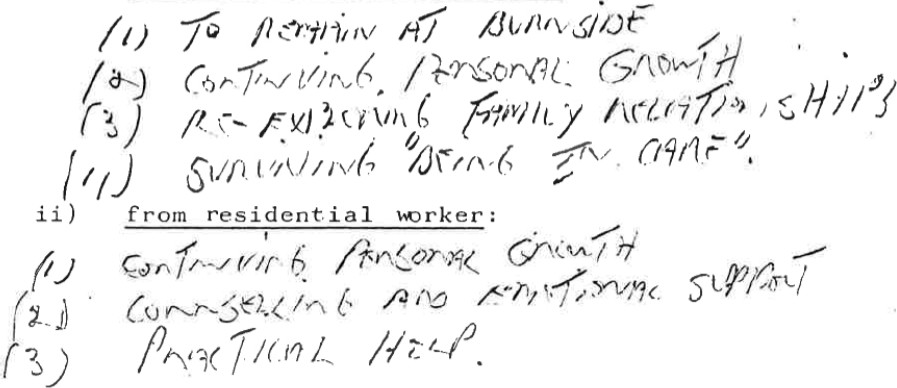 (1) TO REMAIN AT BURNSIDE
(2) CONTINUING PERSONAL GROWTH
(3) RE-EXPLORING FAMILY RELATIONSHIPS
(4) SURVIVING "BEING IN CARE".
ii) from residential worker:
(1) CONTINUING PERSONAL GROWTH
(2) COUNSELLING AND EMOTIONAL SUPPORT
(3) PRACTICAL HELP.